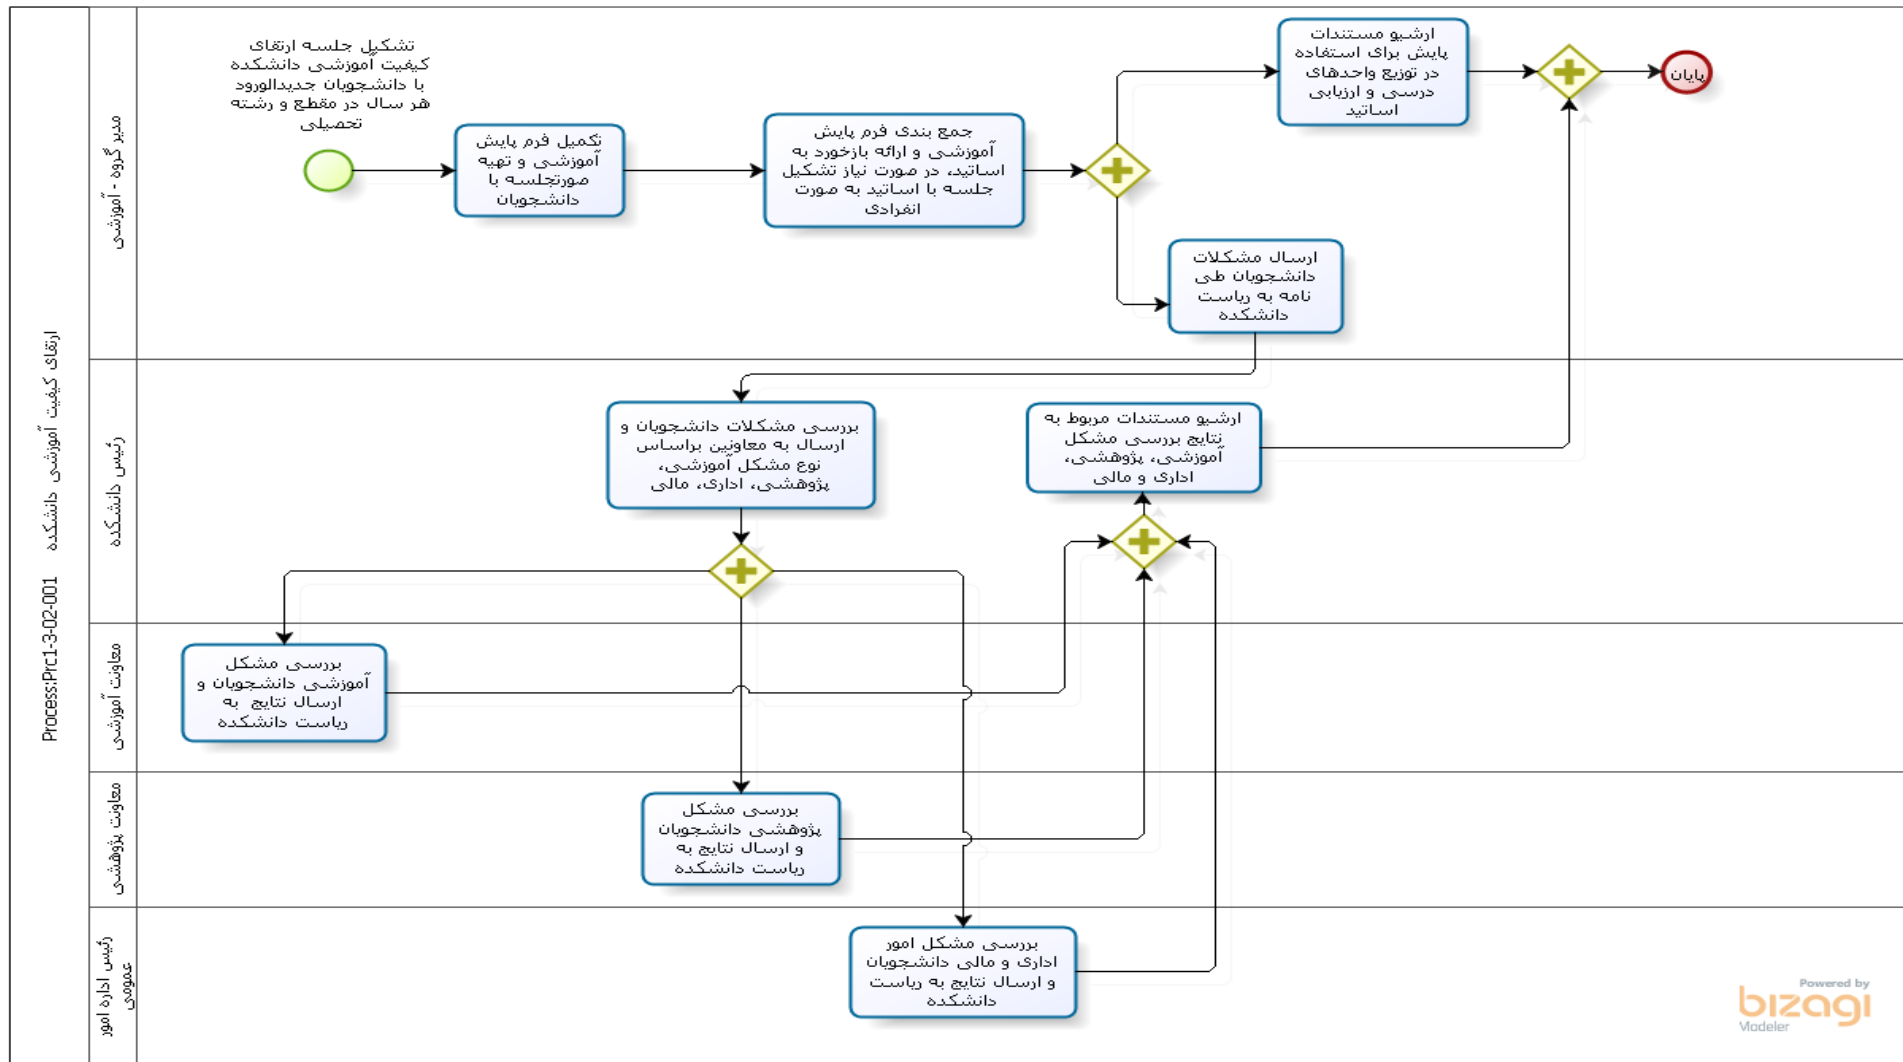 Process:Prc1-3-02-001 ارتقای کیفیت آموزشی دانشکده
مدیر گروه - آموزشی
تشکیل جلسه ارتقای
کیفیت آموزشی دانشکده
با دانشجویان جدیدالورود
هر سال در مقطع و رشته
تحصیلی
تکمیل فرم پایش
آموزشی و تهیه
صورتجلسه با
دانشجویان
جمع بندی فرم پایش
آموزشی و ارائه بازخورد به
اساتید، در صورت نیاز تشکیل
جلسه با اساتید به صورت
انفرادی
ارشیو مستندات
پایش برای استفاده
در توزیع واحدهای
درسی و ارزیابی
اساتید
پایان
ارسال مشکلات
دانشجویان طی
نامه به ریاست
دانشکده
رئیس دانشکده
بررسی مشکلات دانشجویان و
ارسال به معاونین براساس
نوع مشکل آموزشی،
پژوهشی، اداری، مالی
ارشیو مستندات مربوط به
نتایج بررسی مشکل
آموزشی، پژوهشی،
اداری و مالی
معاونت آموزشی
بررسی مشکل
آموزشی دانشجویان و
ارسال نتایج به
ریاست دانشکده
معاونت پژوهشی
بررسی مشکل
پژوهشی دانشجویان
و ارسال نتایج به
ریاست دانشکده
رئیس اداره امور
عمومی
بررسی مشکل امور
اداری و مالی دانشجویان
و ارسال نتایج به ریاست
دانشکده
Powered by
bizagi
Modeler